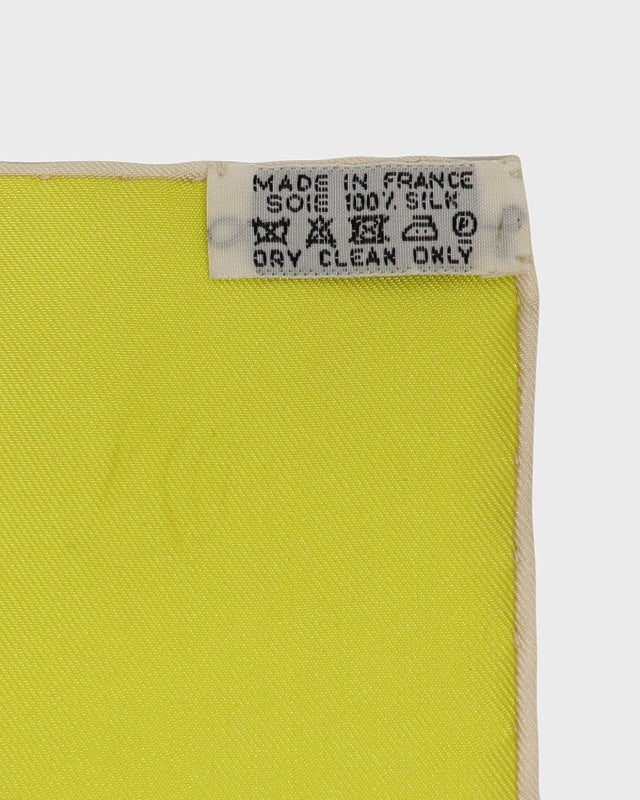 MADE IN FRANCE
SOIE 100% SILK
P
DRY CLEAN ONLY